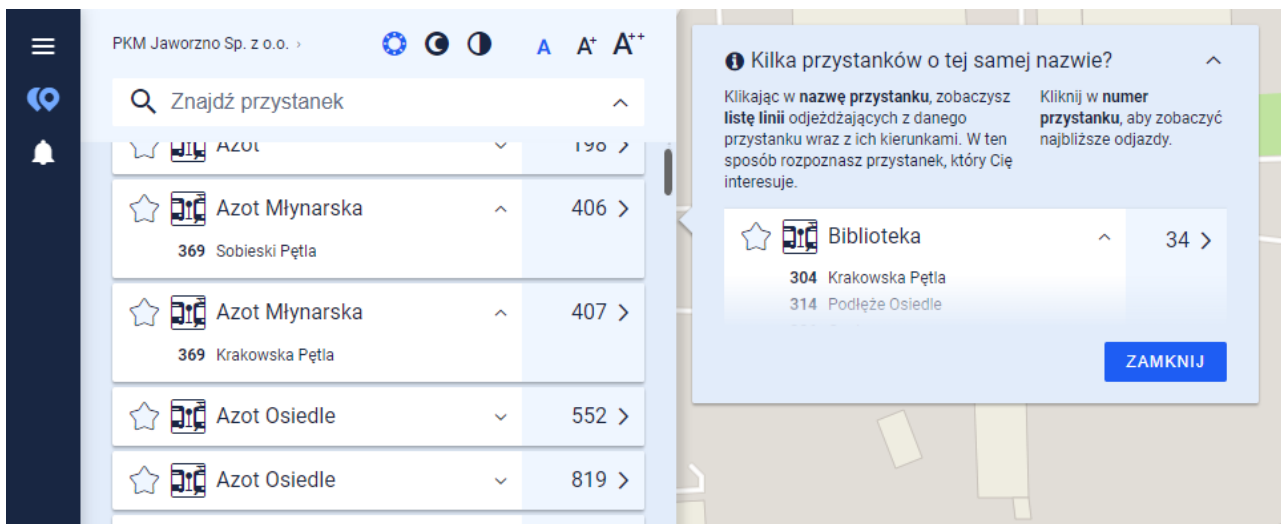 PKM Jaworzno Sp. z o.o. ›
A A+ A++
Znajdź przystanek
Azot 198
Azot Młynarska 406
369 Sobieski Pętla
Azot Młynarska 407
369 Krakowska Pętla
Azot Osiedle 552
Azot Osiedle 819
Kilka przystanków o tej samej nazwie?
Klikając w nazwę przystanku, zobaczysz
listę linii odjeżdżających z danego
przystanku wraz z ich kierunkami. W ten
sposób rozpoznasz przystanek, który Cię
interesuje.
Kliknij w numer
przystanku, aby zobaczyć
najbliższe odjazdy.
Biblioteka 34
304 Krakowska Pętla
314 Podłęże Osiedle
ZAMKNIJ